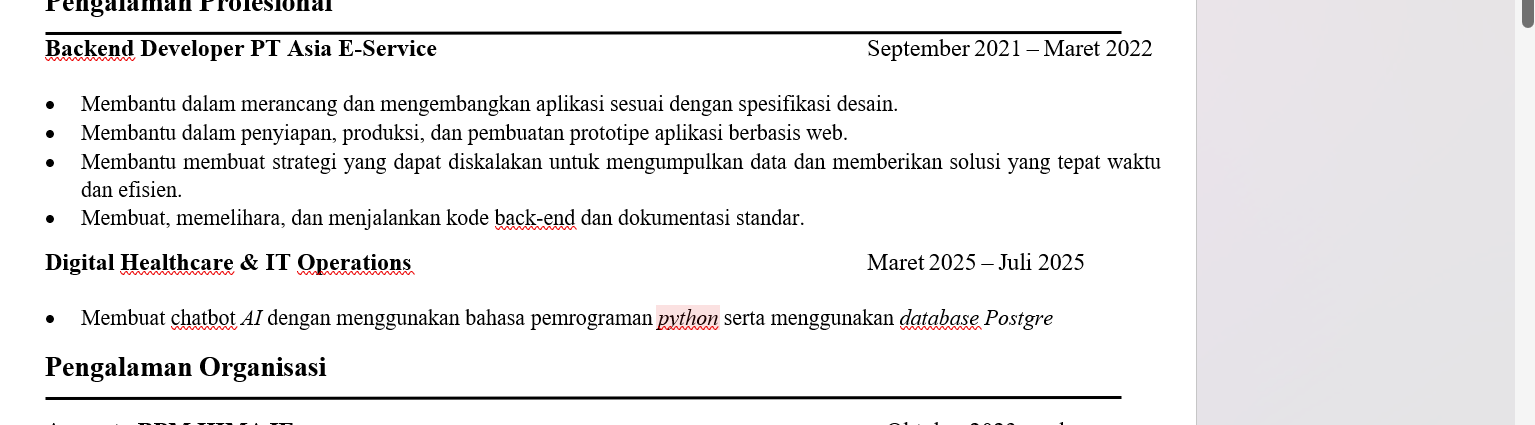 Pengalaman Profesional
Backend Developer PT Asia E-Service September 2021 – Maret 2022
• Membantu dalam merancang dan mengembangkan aplikasi sesuai dengan spesifikasi desain.
• Membantu dalam penyiapan, produksi, dan pembuatan prototipe aplikasi berbasis web.
• Membantu membuat strategi yang dapat diskalakan untuk mengumpulkan data dan memberikan solusi yang tepat waktu
dan efisien.
• Membuat, memelihara, dan menjalankan kode back-end dan dokumentasi standar.
Digital Healthcare & IT Operations Maret 2025 – Juli 2025
• Membuat chatbot AI dengan menggunakan bahasa pemrograman python serta menggunakan database Postgre
Pengalaman Organisasi